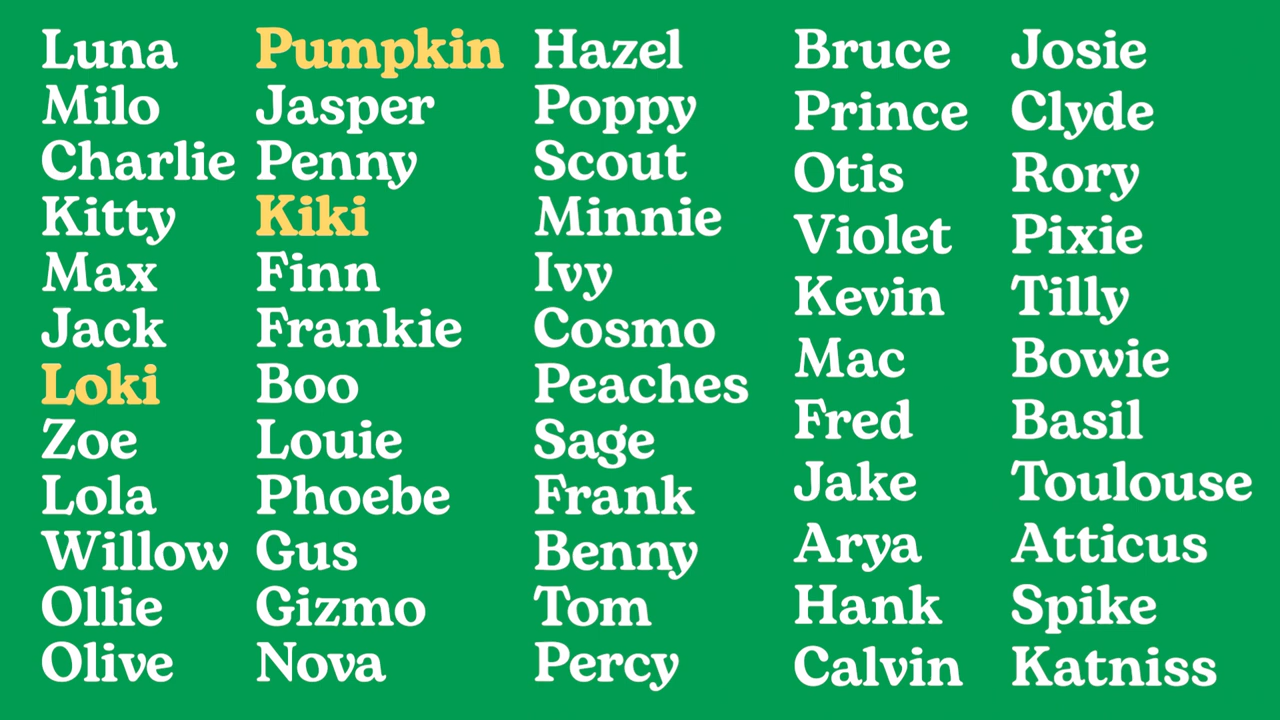 Luna
Milo
Charlie
Kitty
Max
Jack
Loki
Zoe
Lola
Willow
Ollie
Olive
Pumpkin
Jasper
Penny
Kiki
Finn
Frankie
Boo
Louie
Phoebe
Gus
Gizmo
Nova
Hazel
Poppy
Scout
Minnie
Ivy
Cosmo
Peaches
Sage
Frank
Benny
Tom
Percy
Bruce
Prince
Otis
Violet
Kevin
Mac
Fred
Jake
Arya
Hank
Calvin
Josie
Clyde
Rory
Pixie
Tilly
Bowie
Basil
Toulouse
Atticus
Spike
Katniss